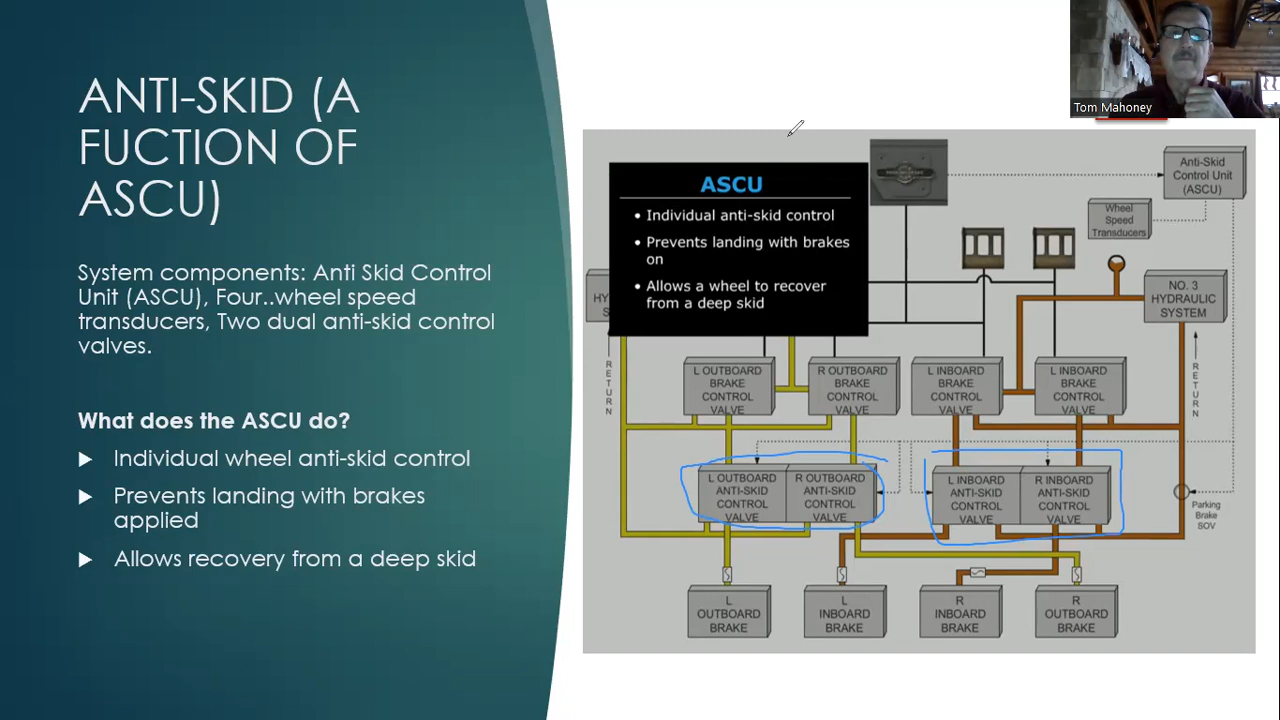 ANTI-SKID (A
FUCTION OF
ASCU)
System components: Anti Skid Control
Unit (ASCU), Four..wheel speed
transducers, Two dual anti-skid control
valves.
What does the ASCU do?
Individual wheel anti-skid control
Prevents landing with brakes
applied
Allows recovery from a deep skid
Tom Mahoney
ASCU
Individual anti-skid control
Prevents landing with brakes
on
Allows a wheel to recover
from a deep skid
Anti-Skid
Control Unit
(ASCU)
Wheel
Speed
Transducers
HY
S
NO. 3
HYDRAULIC
SYSTEM
RETURN
RETURN
L OUTBOARD
BRAKE
CONTROL
VALVE
R OUTBOARD
BRAKE
CONTROL
VALVE
L INBOARD
BRAKE
CONTROL
VALVE
L INBOARD
BRAKE
CONTROL
VALVE
L OUTBOARD
ANTI-SKID
CONTROL
VALVE
R OUTBOARD
ANTI-SKID
CONTROL
VALVE
L INBOARD
ANTI-SKID
CONTROL
VALVE
R INBOARD
ANTI-SKID
CONTROL
VALVE
Parking
Brake
SOV
L
OUTBOARD
BRAKE
L
INBOARD
BRAKE
R
INBOARD
BRAKE
R
OUTBOARD
BRAKE